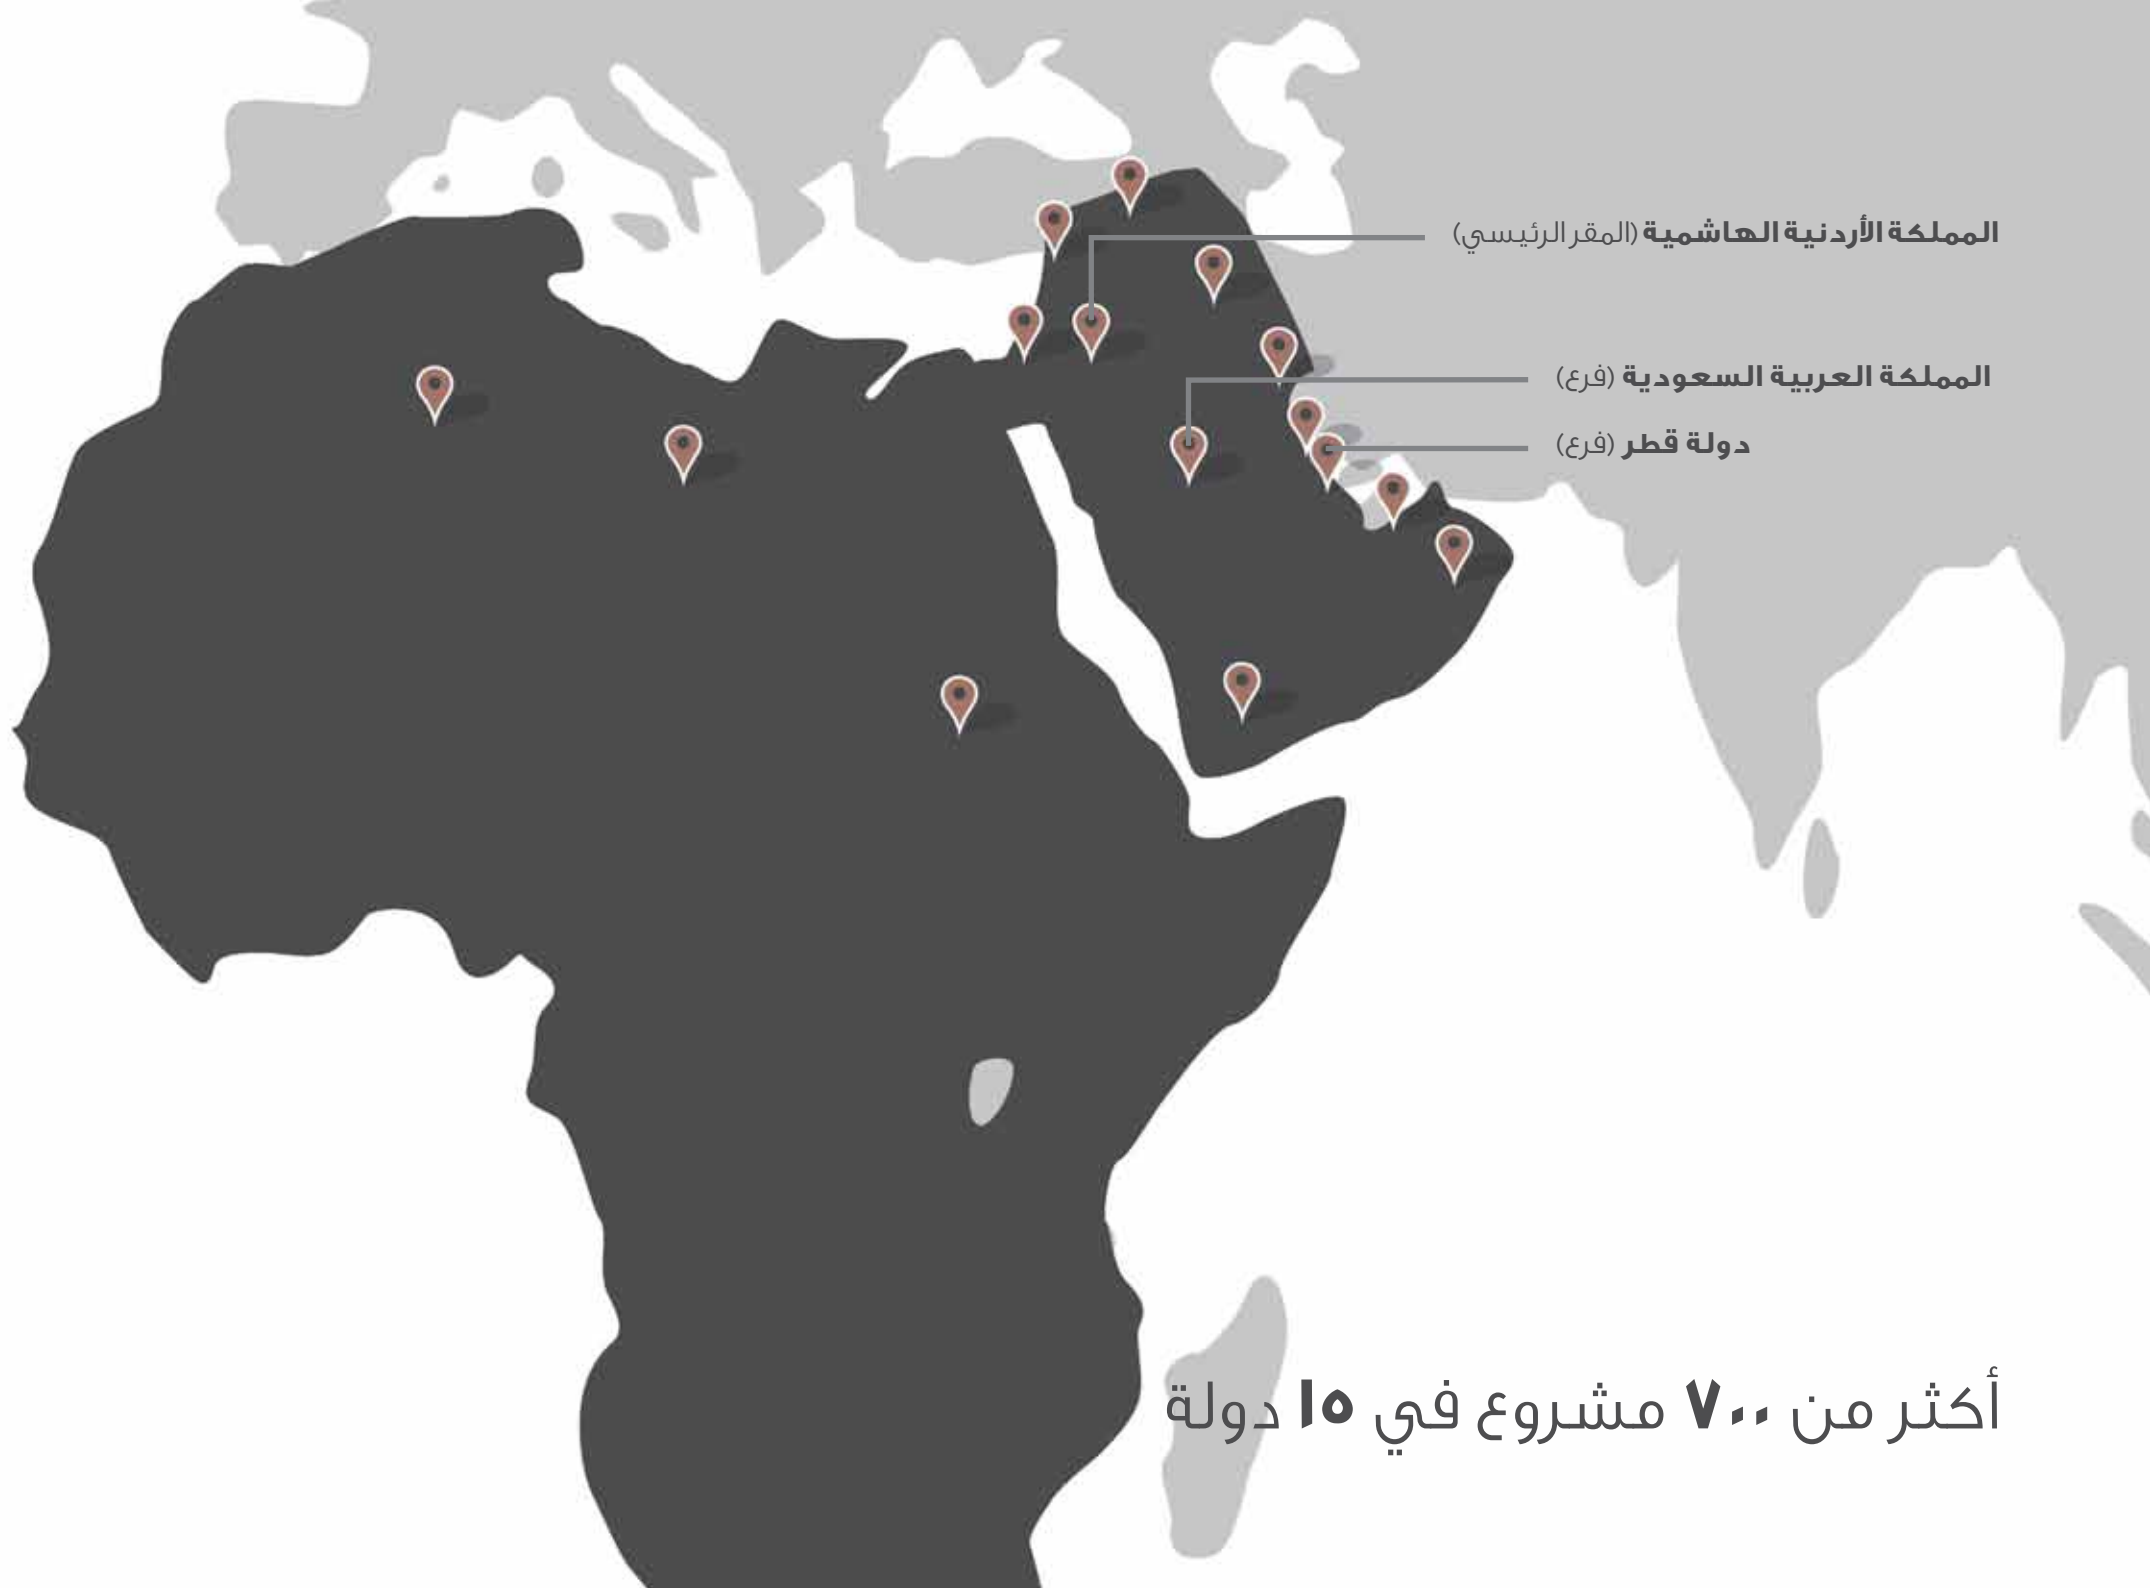 المملكة الأردنية الهاشمية (المقر الرئيسي)
المملكة العربية السعودية (فرع)
دولة قطر (فرع)
أكثر من ٧٠٠ مشروع في ١٥ دولة